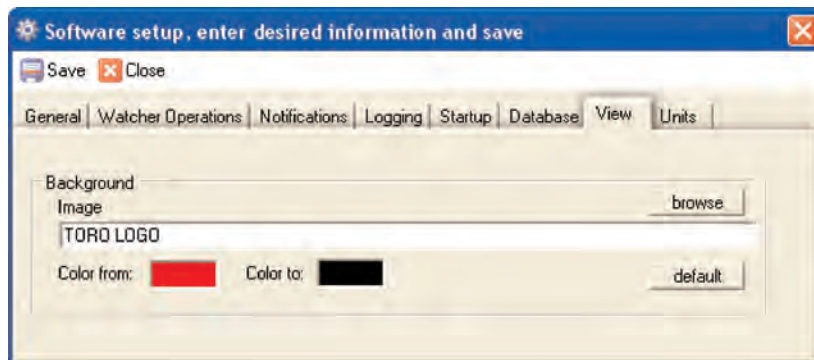 Software setup, enter desired information and save
Save Close
General Watcher Operations Notifications Logging Startup Database View Units
Background
Image browse
TORO LOGO
Color from: Color to: default